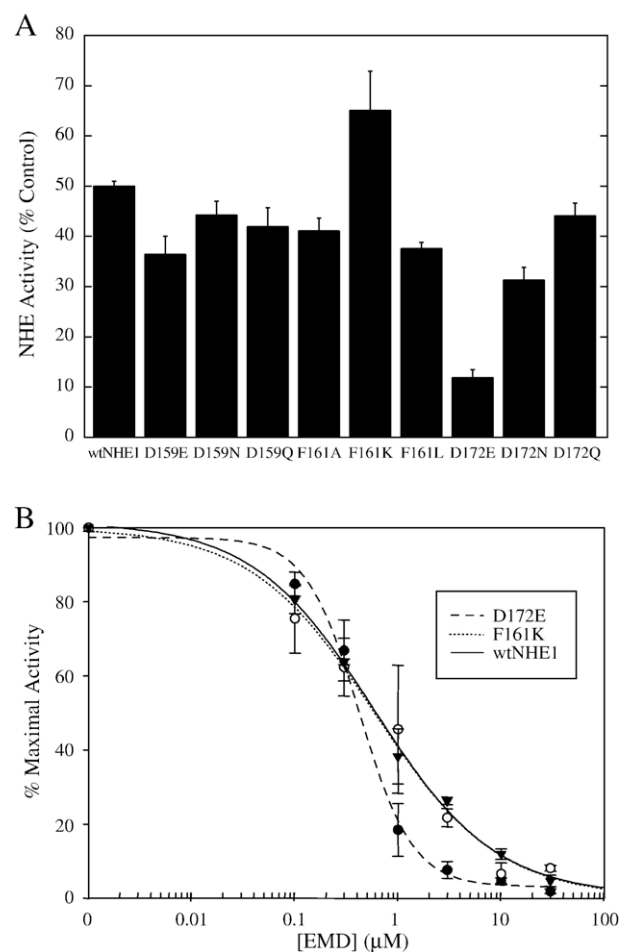 A
80
70
60
50
40
30
20
10
0
NHE Activity (% Control)
wtNHE1 D159E D159N D159Q F161A F161K F161L D172E D172N D172Q
B
100
80
60
40
20
0
% Maximal Activity
D172E
F161K
wtNHE1
0 0.01 0.1 1 10 100
[EMD] (μM)